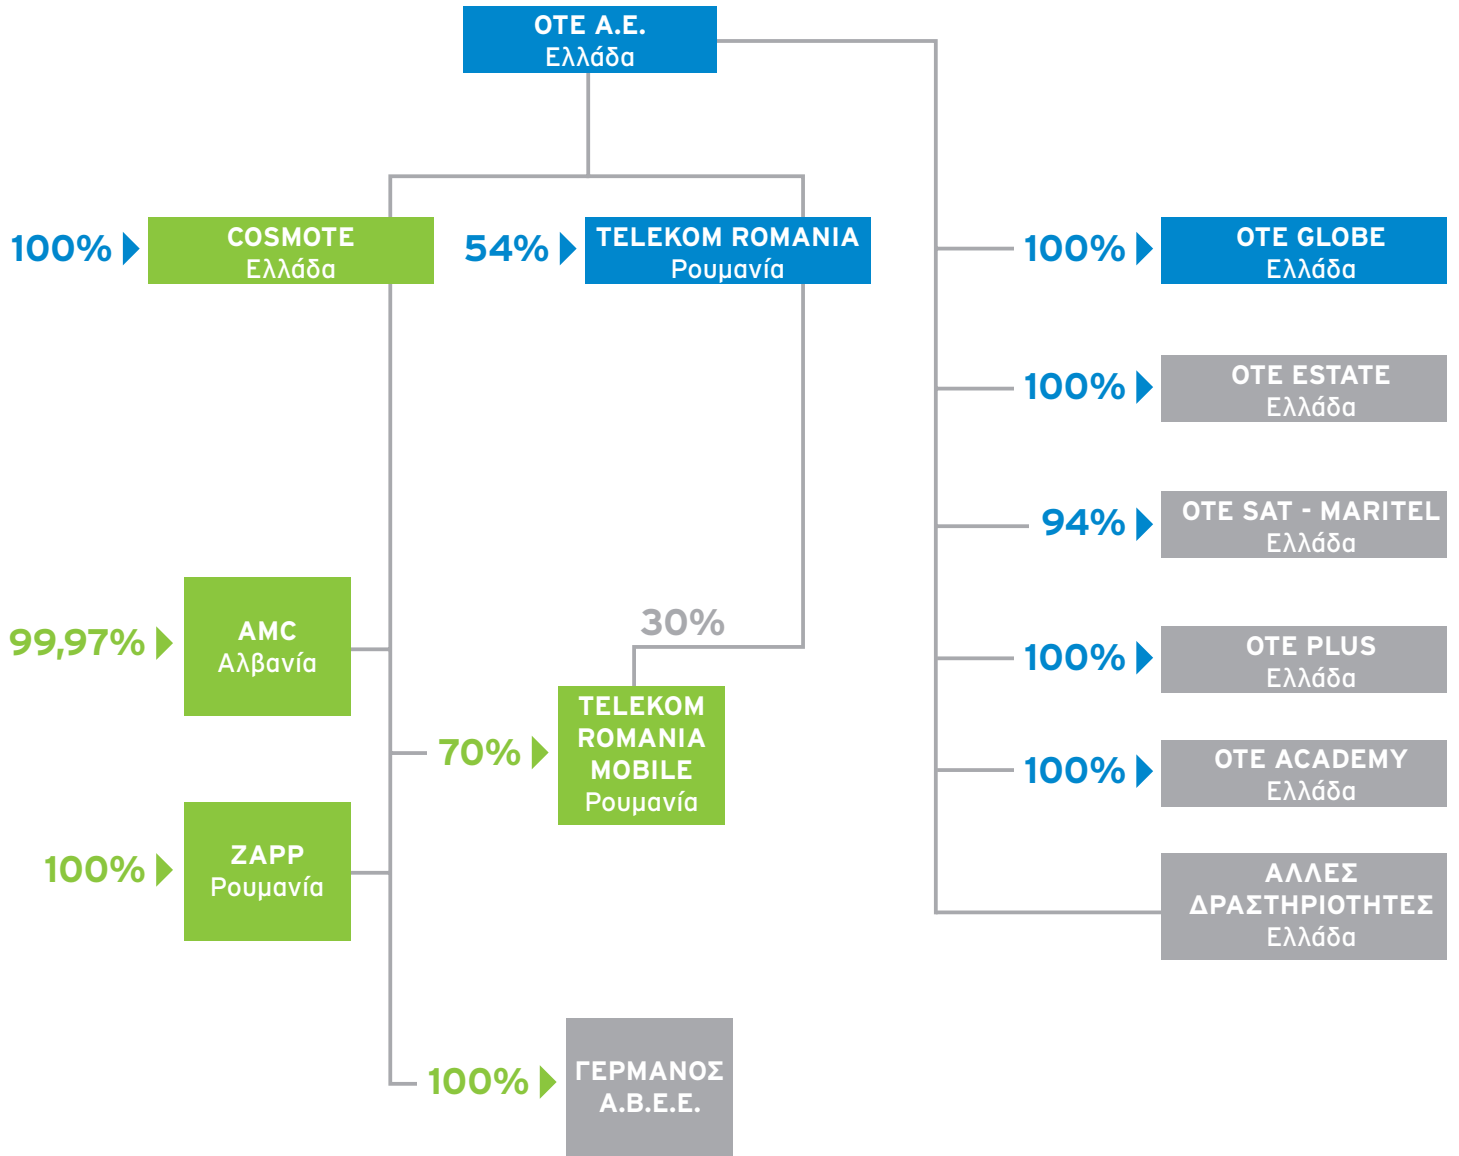 OTE A.E.
Ελλάδα
100%
COSMOTE
Ελλάδα
54%
TELEKOM ROMANIA
Ρουμανία
100%
OTE GLOBE
Ελλάδα
100%
OTE ESTATE
Ελλάδα
94%
OTE SAT - MARITEL
Ελλάδα
99,97%
AMC
Αλβανία
30%
100%
OTE PLUS
Ελλάδα
70%
TELEKOM
ROMANIA
MOBILE
Ρουμανία
100%
OTE ACADEMY
Ελλάδα
100%
ZAPP
Ρουμανία
ΑΛΛΕΣ
ΔΡΑΣΤΗΡΙΟΤΗΤΕΣ
Ελλάδα
100%
ΓΕΡΜΑΝΟΣ
Α.Β.Ε.Ε.